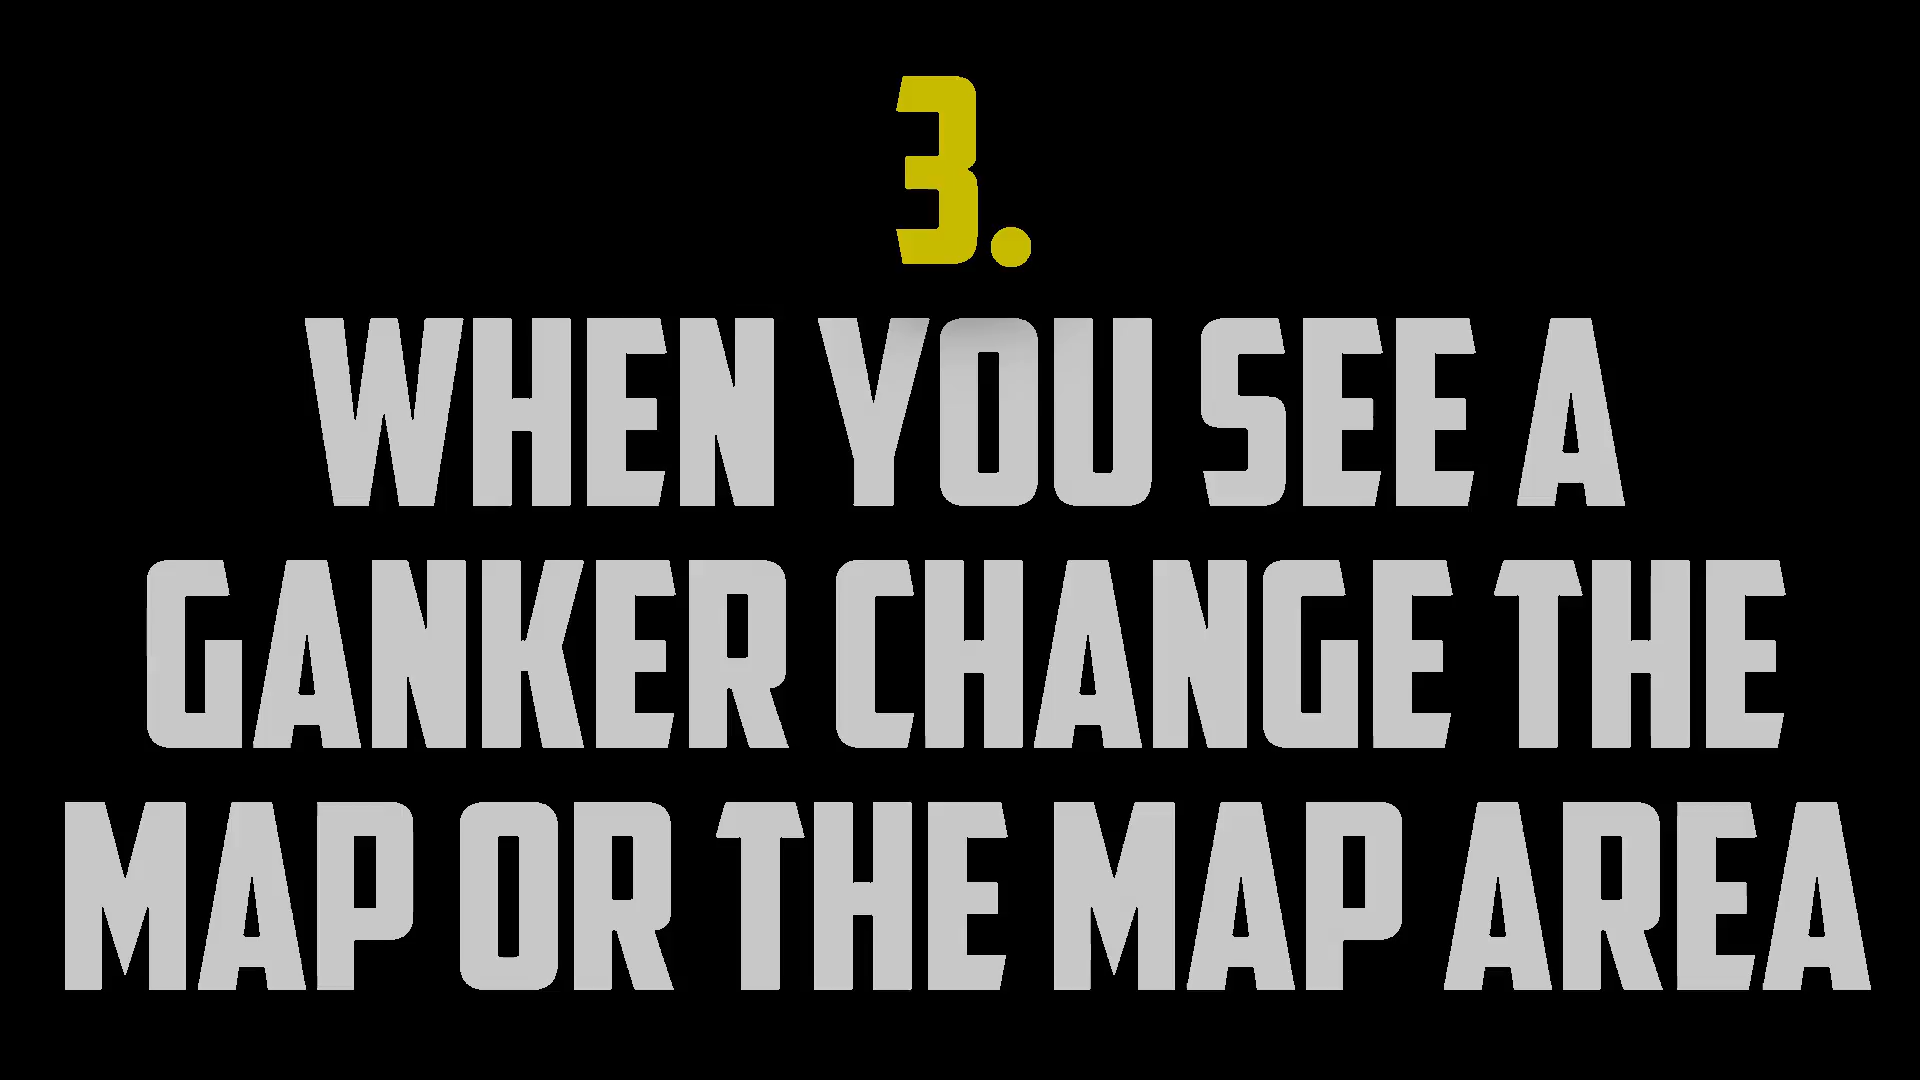 3.
WHEN YOU SEE A
GANKER CHANGE THE
MAP OR THE MAP AREA